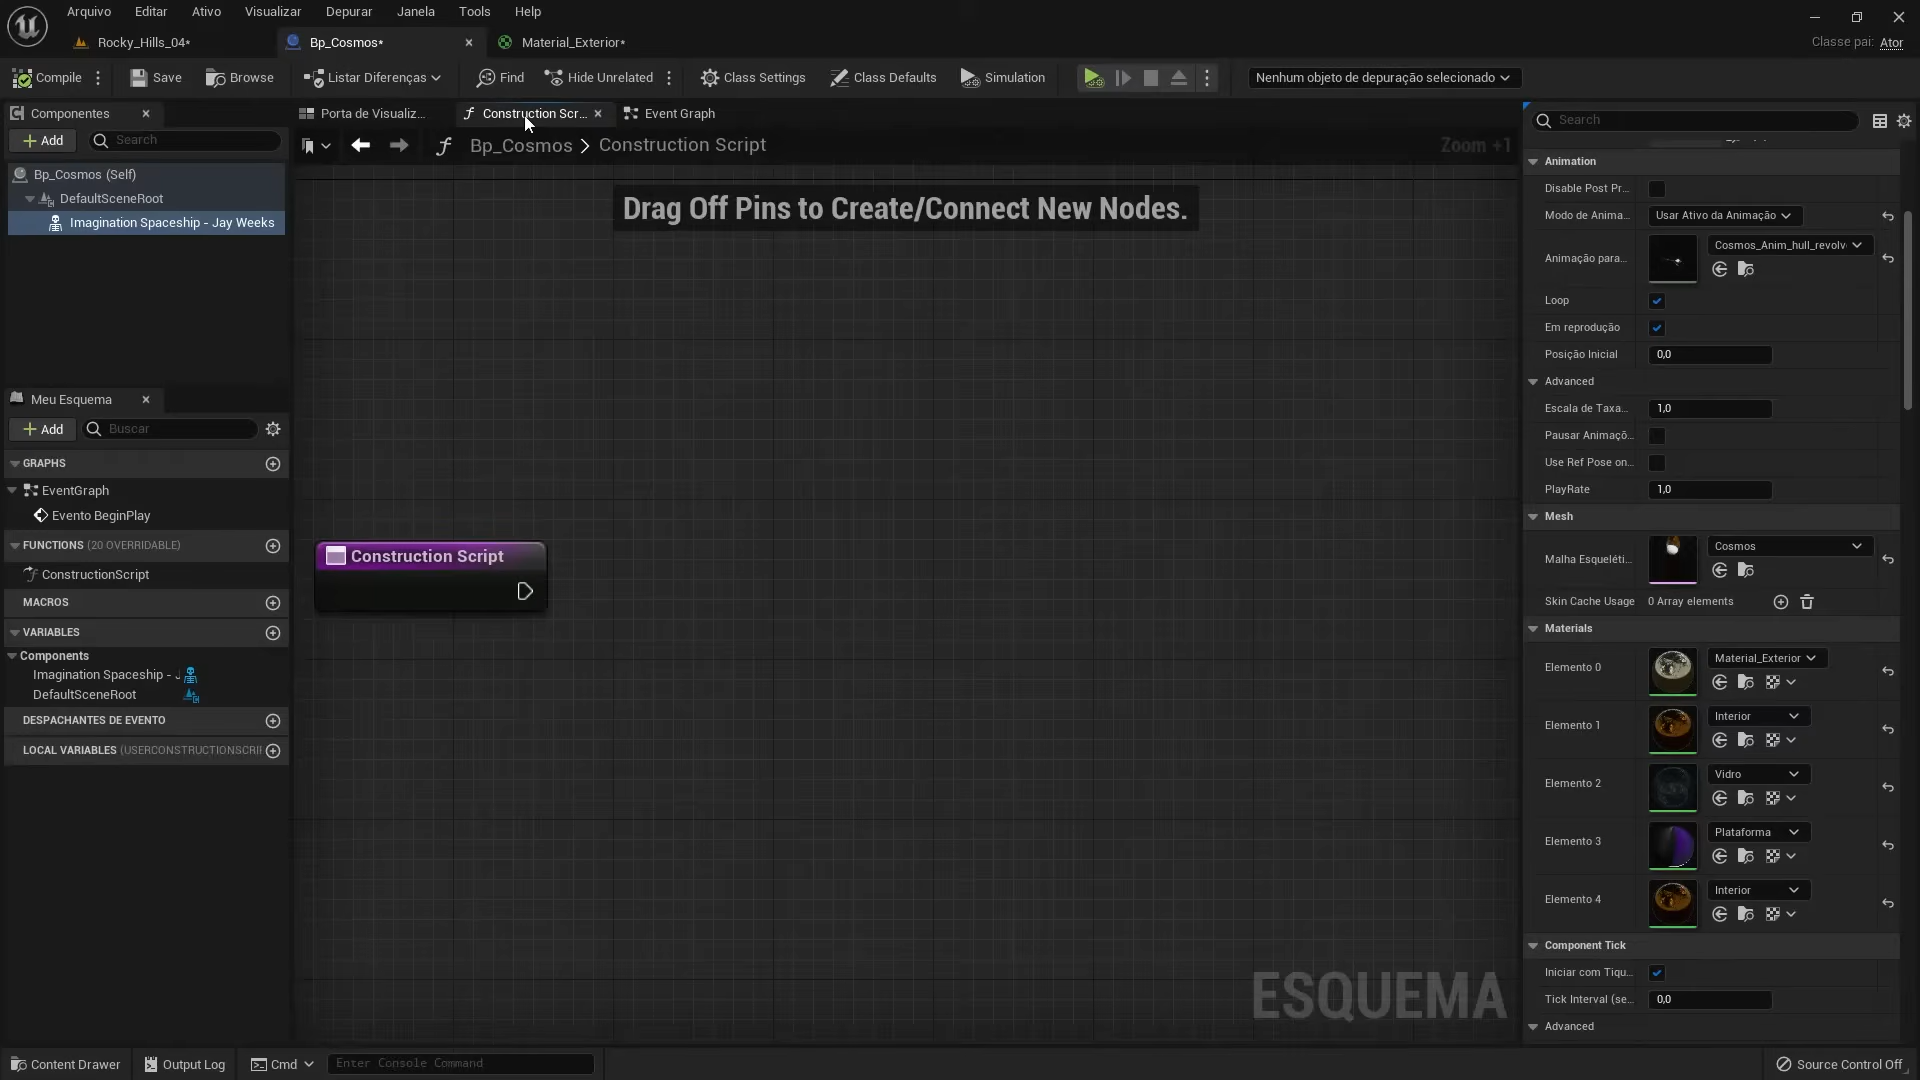 Arquivo Editar Ativo Visualizar Depurar Janela Tools Help
Rocky_Hills_04* Bp_Cosmos* Material_Exterior* Classe pai: Ator
Compile Save Browse Listar Diferenças Find Hide Unrelated Class Settings Class Defaults Simulation Nenhum objeto de depuração selecionado
Componentes
Porta de Visualiz... Construction Scr... Event Graph
Search
Add Search
Bp_Cosmos > Construction Script Zoom +1
Bp_Cosmos (Self)
DefaultSceneRoot
Imagination Spaceship - Jay Weeks
Drag Off Pins to Create/Connect New Nodes.
Construction Script
ESQUEMA
Meu Esquema
Add Buscar
GRAPHS
EventGraph
Evento BeginPlay
FUNCTIONS (20 OVERRIDABLE)
ConstructionScript
MACROS
VARIABLES
Components
Imagination Spaceship - J
DefaultSceneRoot
DESPACHANTES DE EVENTO
LOCAL VARIABLES (USERCONSTRUCTIONSCRI
Animation
Disable Post Pr...
Modo de Anima... Usar Ativo da Animação
Animação para... Cosmos_Anim_hull_revolv
Loop
Em reprodução
Posição Inicial 0,0
Advanced
Escala de Taxa... 1,0
Pausar Animaçõ...
Use Ref Pose on...
PlayRate 1,0
Mesh
Malha Esqueléti... Cosmos
Skin Cache Usage 0 Array elements
Materials
Elemento 0 Material_Exterior
Elemento 1 Interior
Elemento 2 Vidro
Elemento 3 Plataforma
Elemento 4 Interior
Component Tick
Iniciar com Tiqu...
Tick Interval (se... 0,0
Advanced
Content Drawer Output Log Cmd Enter Console Command Source Control Off